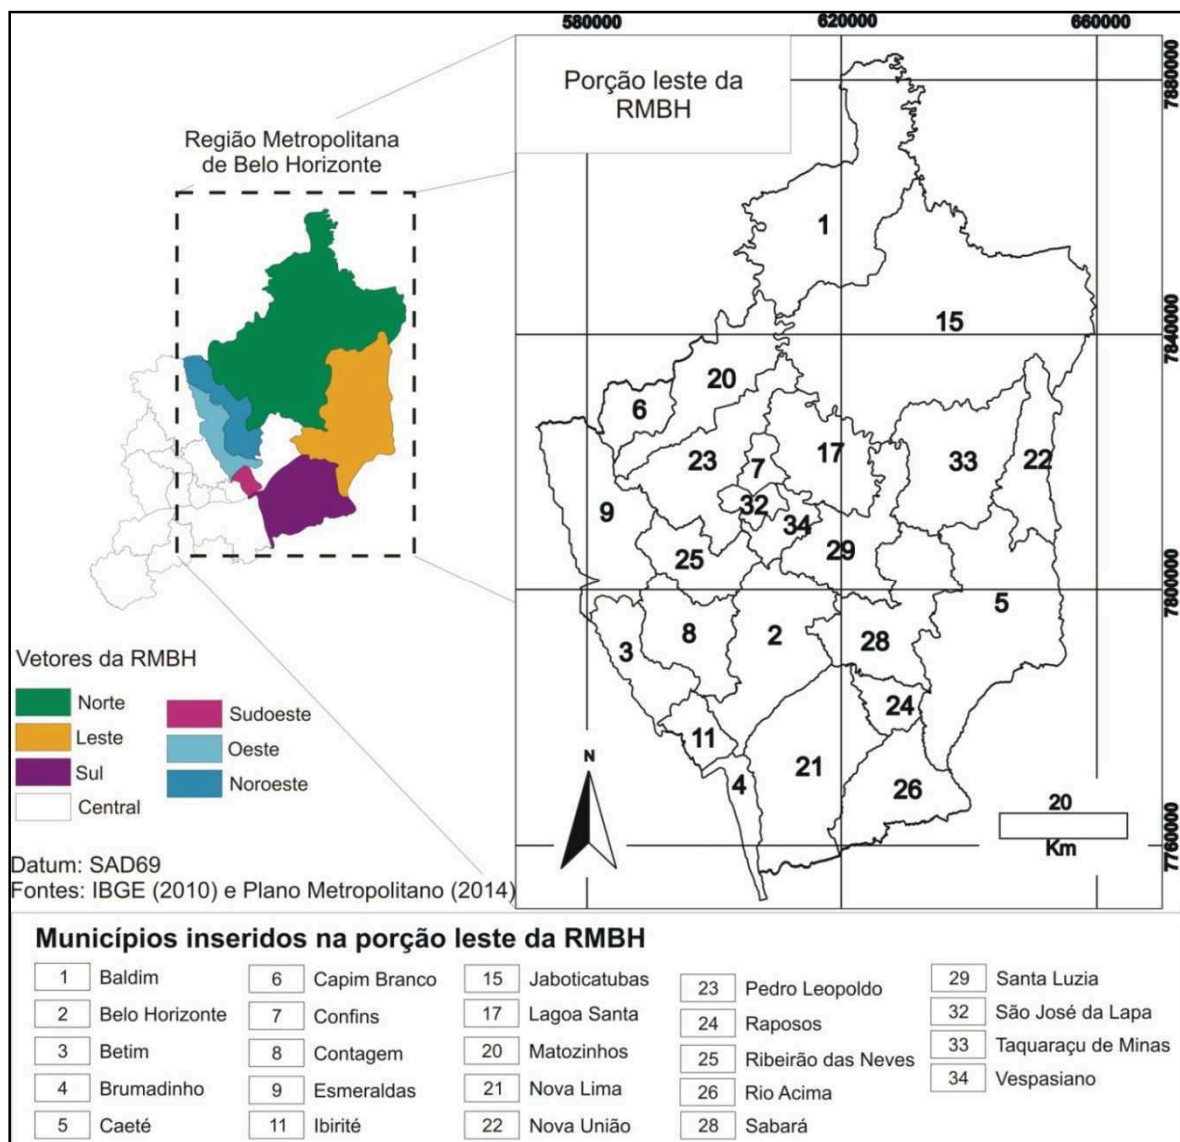 580000
620000
660000
Porção leste da
RMBH
7880000
7840000
7800000
7760000
Região Metropolitana
de Belo Horizonte
1
15
20
6
17
23
7
33
22
32
9
34
29
25
5
2
8
28
3
24
11
21
4
26
N
20
Km
Vetores da RMBH
Norte
Leste
Sul
Central
Sudoeste
Oeste
Noroeste
Datum: SAD69
Fontes: IBGE (2010) e Plano Metropolitano (2014)
Municípios inseridos na porção leste da RMBH
1 Baldim
2 Belo Horizonte
3 Betim
4 Brumadinho
5 Caeté
6 Capim Branco
7 Confins
8 Contagem
9 Esmeraldas
11 Ibirité
15 Jaboticatubas
17 Lagoa Santa
20 Matozinhos
21 Nova Lima
22 Nova União
23 Pedro Leopoldo
24 Raposos
25 Ribeirão das Neves
26 Rio Acima
28 Sabará
29 Santa Luzia
32 São José da Lapa
33 Taquaraçu de Minas
34 Vespasiano